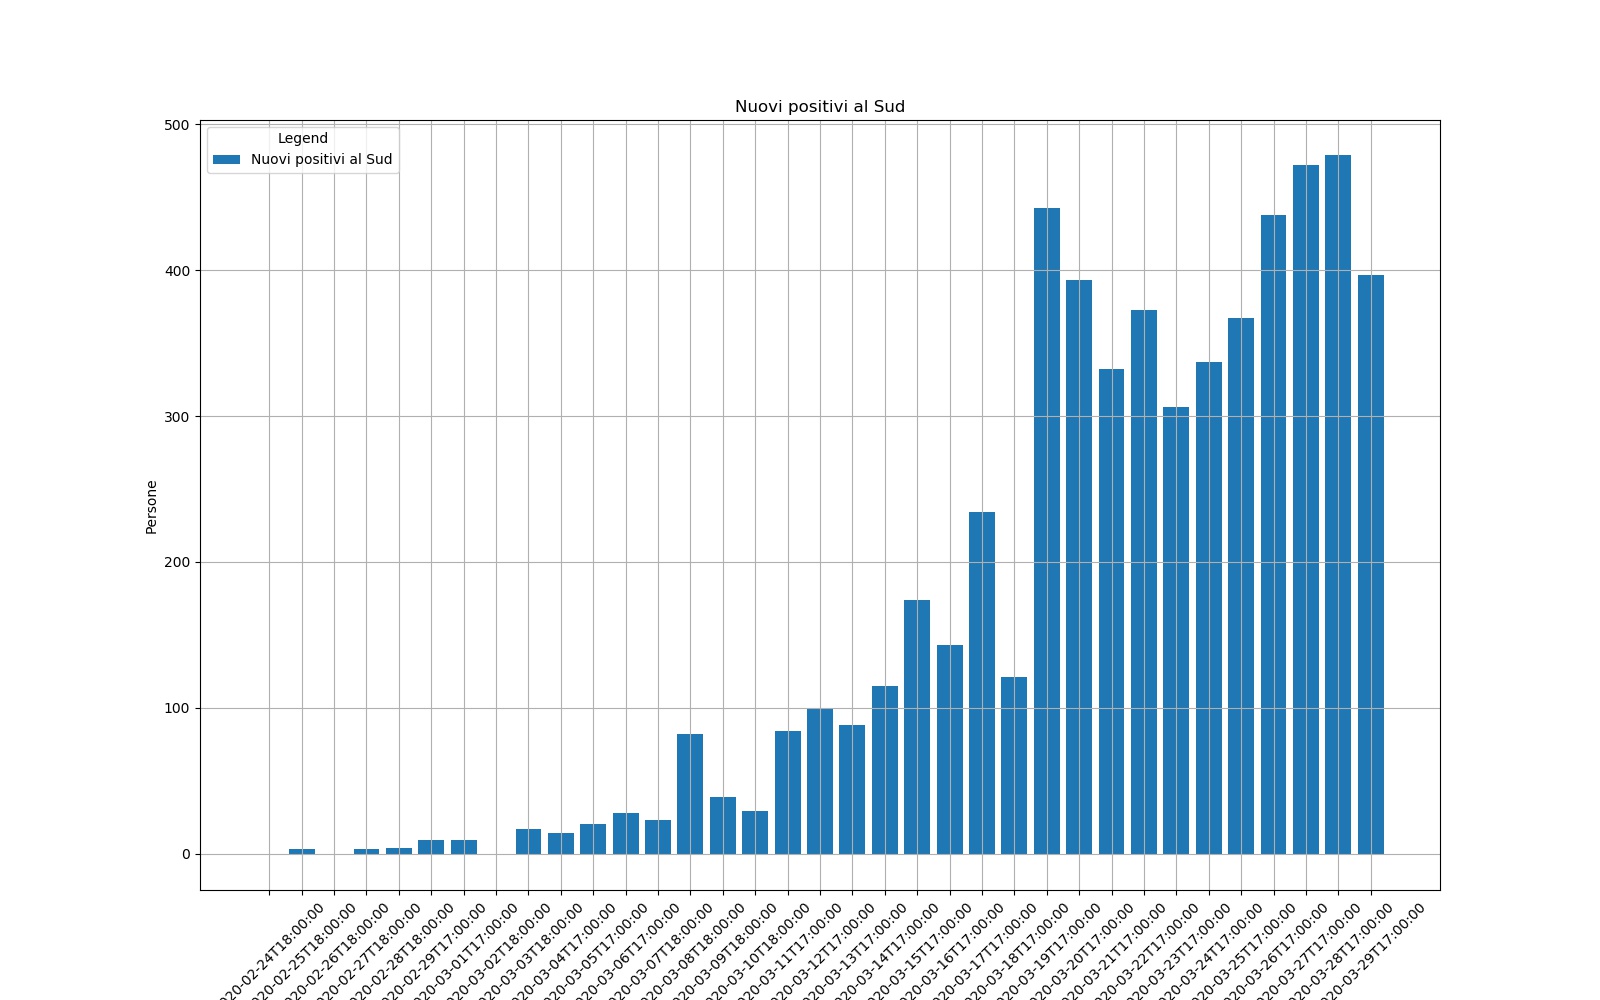 Nuovi positivi al Sud
Legend
Nuovi positivi al Sud
500
400
300
200
100
0
Persone
020-02-24T18:00:00
020-02-25T18:00:00
020-02-26T18:00:00
020-02-27T18:00:00
020-02-28T18:00:00
020-02-29T17:00:00
020-03-01T17:00:00
020-03-02T18:00:00
020-03-03T18:00:00
020-03-04T17:00:00
020-03-05T17:00:00
020-03-06T17:00:00
020-03-07T18:00:00
020-03-08T18:00:00
020-03-09T18:00:00
020-03-10T18:00:00
020-03-11T17:00:00
020-03-12T17:00:00
020-03-13T17:00:00
020-03-14T17:00:00
020-03-15T17:00:00
020-03-16T17:00:00
020-03-17T17:00:00
020-03-18T17:00:00
020-03-19T17:00:00
020-03-20T17:00:00
020-03-21T17:00:00
020-03-22T17:00:00
020-03-23T17:00:00
020-03-24T17:00:00
020-03-25T17:00:00
020-03-26T17:00:00
020-03-27T17:00:00
020-03-28T17:00:00
020-03-29T17:00:00